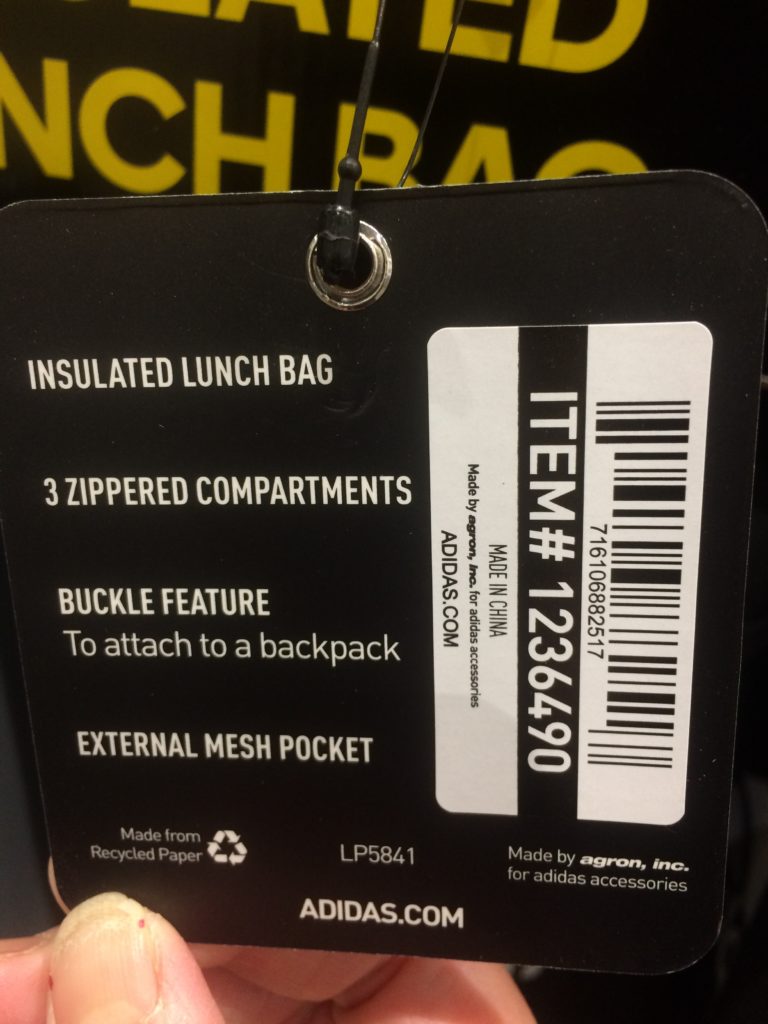 NCH BAG
INSULATED LUNCH BAG
3 ZIPPERED COMPARTMENTS
BUCKLE FEATURE
To attach to a backpack
EXTERNAL MESH POCKET
716106882517
ITEM# 1236490
MADE IN CHINA
Made by agron, inc. for adidas accessories
ADIDAS.COM
Made from
Recycled Paper
LP5841
Made by agron, inc.
for adidas accessories
ADIDAS.COM